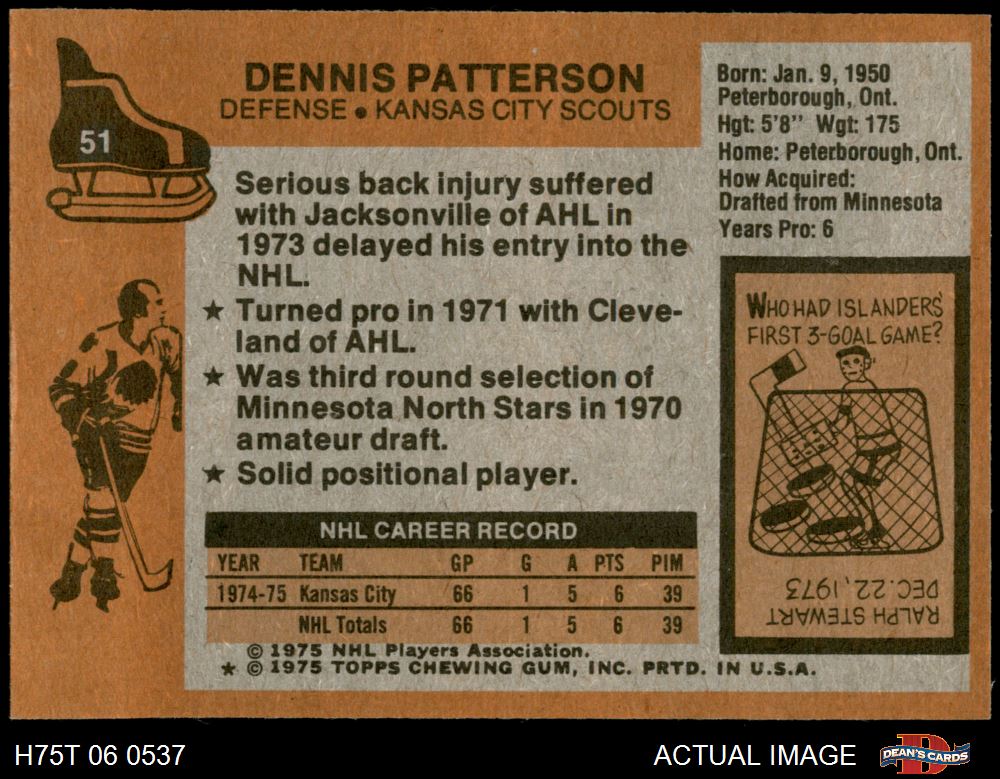 51
DENNIS PATTERSON
DEFENSE • KANSAS CITY SCOUTS
Born: Jan. 9, 1950
Peterborough, Ont.
Hgt: 5'8" Wgt: 175
Home: Peterborough, Ont.
How Acquired:
Drafted from Minnesota
Years Pro: 6
Serious back injury suffered
with Jacksonville of AHL in
1973 delayed his entry into the
NHL.
★ Turned pro in 1971 with Cleve-
land of AHL.
★ Was third round selection of
Minnesota North Stars in 1970
amateur draft.
★ Solid positional player.
NHL CAREER RECORD
YEAR TEAM GP G A PTS PIM
1974-75 Kansas City 66 1 5 6 39
NHL Totals 66 1 5 6 39
WHO HAD ISLANDERS'
FIRST 3-GOAL GAME?
RALPH STEWART
DEC. 22, 1973
© 1975 NHL Players Association.
★ © 1975 TOPPS CHEWING GUM, INC. PRTD. IN U.S.A.
H75T 06 0537
ACTUAL IMAGE
D
DEAN'S CARDS